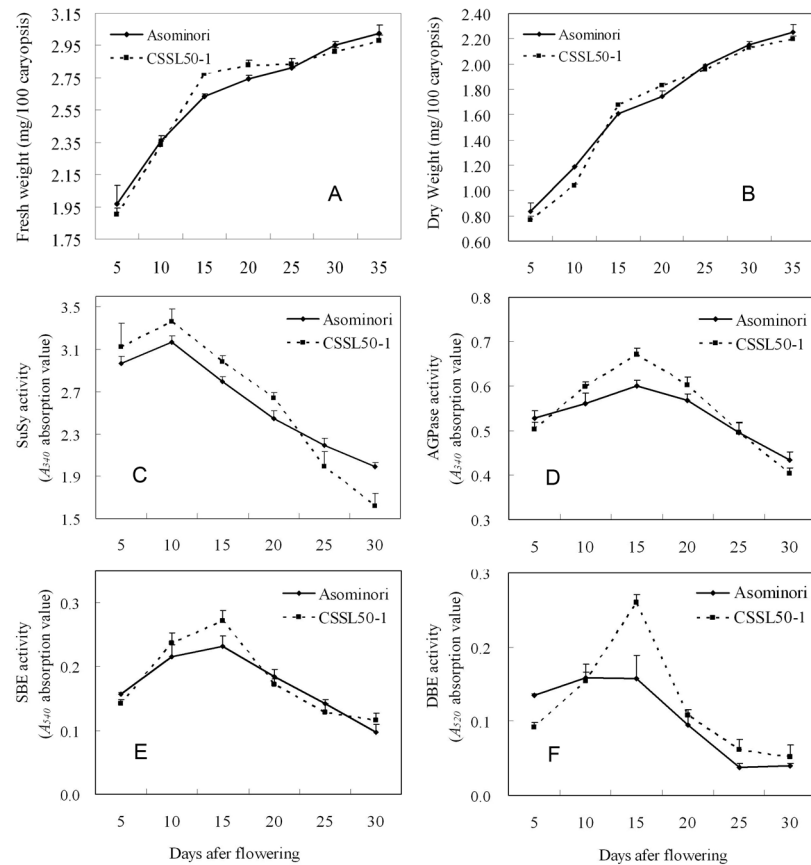 Fresh weight (mg/100 caryopsis)
3.15
2.95
2.75
2.55
2.35
2.15
1.95
1.75
Asominori
CSSL50-1
A
5 10 15 20 25 30 35
Dry Weight (mg/100 caryopsis)
2.40
2.20
2.00
1.80
1.60
1.40
1.20
1.00
0.80
0.60
Asominori
CSSL50-1
B
5 10 15 20 25 30 35
SuSy activity
(A340 absorption value)
3.5
3.1
2.7
2.3
1.9
1.5
Asominori
CSSL50-1
C
5 10 15 20 25 30
AGPase activity
(A340 absorption value)
0.8
0.7
0.6
0.5
0.4
0.3
Asominori
CSSL50-1
D
5 10 15 20 25 30
SBE activity
(A540 absorption value)
0.3
0.2
0.1
0.0
Asominori
CSSL50-1
E
5 10 15 20 25 30
Days afer flowering
DBE activity
(A520 absorption value)
0.3
0.2
0.1
0.0
Asominori
CSSL50-1
F
5 10 15 20 25 30
Days afer flowering